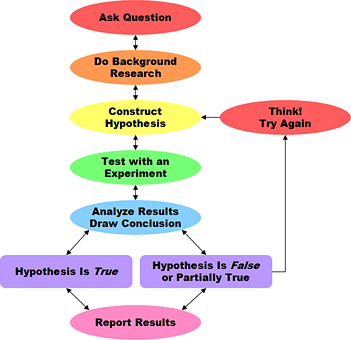 Ask Question
Do Background
Research
Construct
Hypothesis
Think!
Try Again
Test with an
Experiment
Analyze Results
Draw Conclusion
Hypothesis Is True
Hypothesis Is False
or Partially True
Report Results